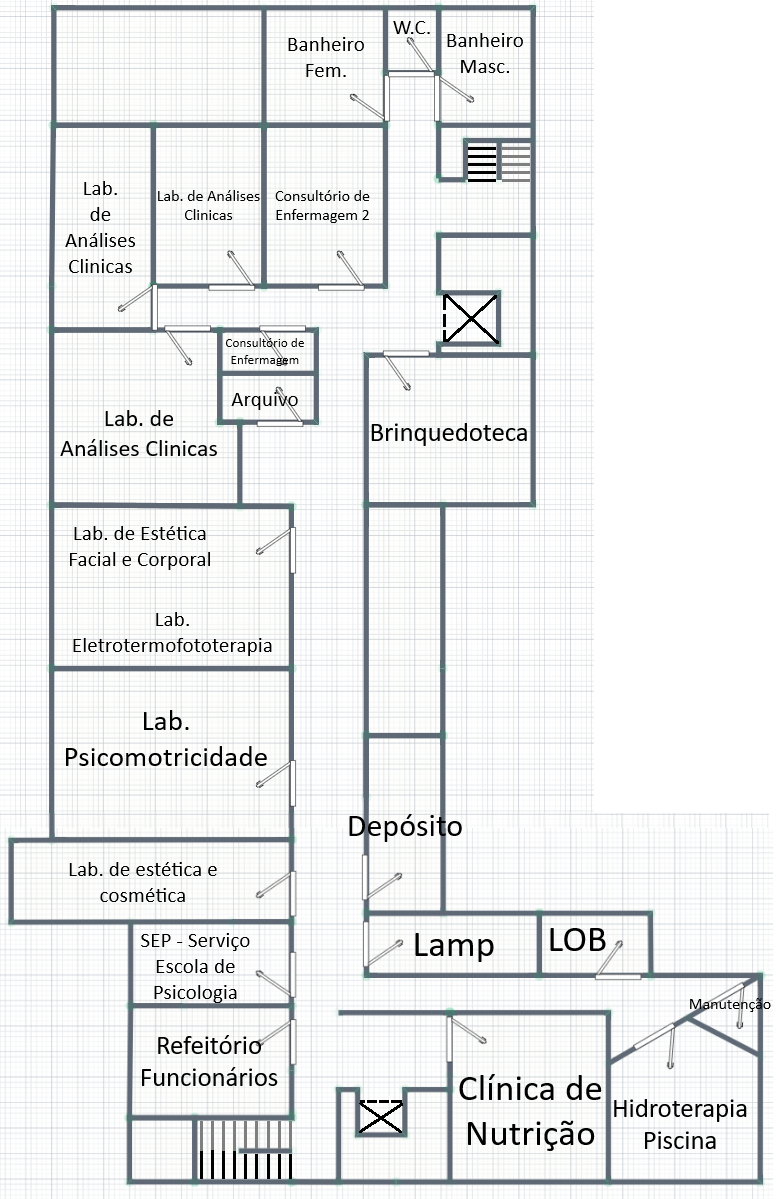 W.C.
Banheiro
Fem.
Banheiro
Masc.
Lab.
de
Análises
Clinicas
Lab. de Análises
Clinicas
Consultório de
Enfermagem 2
Consultório de
Enfermagem
Arquivo
Lab. de
Análises Clinicas
Brinquedoteca
Lab. de Estética
Facial e Corporal
Lab.
Eletrotermofototerapia
Lab.
Psicomotricidade
Depósito
Lab. de estética e
cosmética
SEP - Serviço
Escola de
Psicologia
Lamp
LOB
Manutenção
Refeitório
Funcionários
Clínica de
Nutrição
Hidroterapia
Piscina